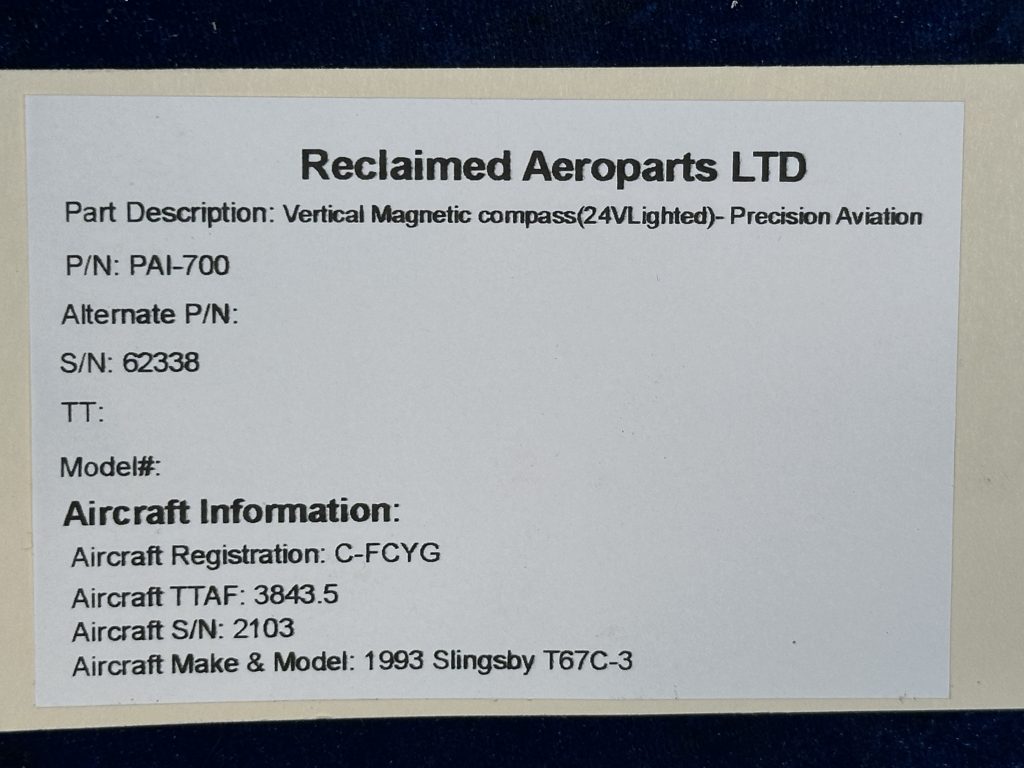 Reclaimed Aeroparts LTD
Part Description: Vertical Magnetic compass(24VLighted)- Precision Aviation
P/N: PAI-700
Alternate P/N:
S/N: 62338
TT:
Model#:
Aircraft Information:
Aircraft Registration: C-FCYG
Aircraft TTAF: 3843.5
Aircraft S/N: 2103
Aircraft Make & Model: 1993 Slingsby T67C-3